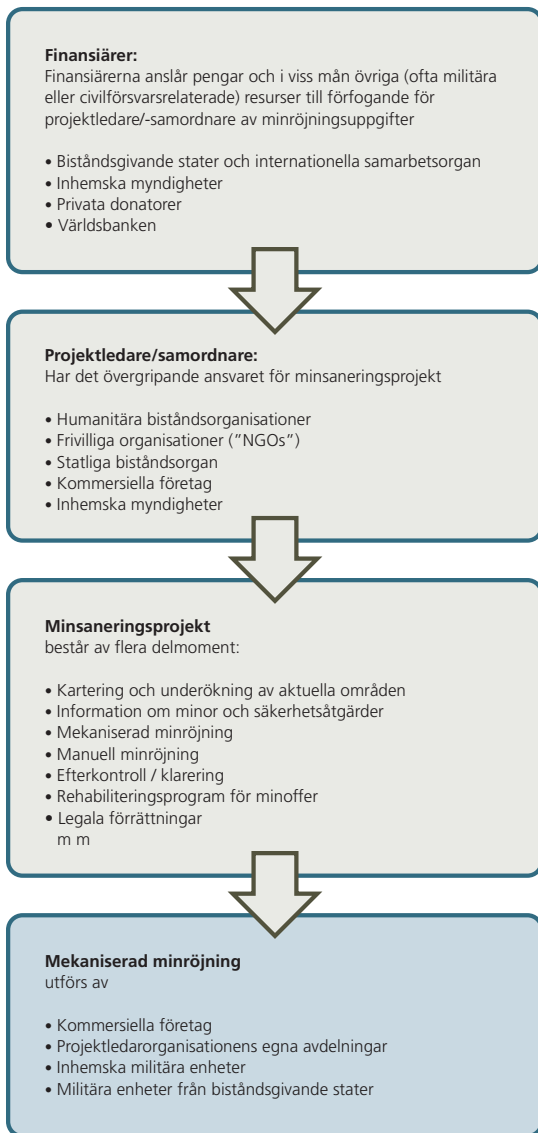 Finansiärer:
Finansiärerna anslår pengar och i viss mån övriga (ofta militära
eller civilförsvarsrelaterade) resurser till förfogande för
projektledare/-samordnare av minröjningsuppgifter
• Biståndsgivande stater och internationella samarbetsorgan
• Inhemska myndigheter
• Privata donatorer
• Världsbanken
Projektledare/samordnare:
Har det övergripande ansvaret för minsaneringsprojekt
• Humanitära biståndsorganisationer
• Frivilliga organisationer (”NGOs”)
• Statliga biståndsorgan
• Kommersiella företag
• Inhemska myndigheter
Minsaneringsprojekt
består av flera delmoment:
• Kartering och underökning av aktuella områden
• Information om minor och säkerhetsåtgärder
• Mekaniserad minröjning
• Manuell minröjning
• Efterkontroll / klarering
• Rehabiliteringsprogram för minoffer
• Legala förrättningar
m m
Mekaniserad minröjning
utförs av
• Kommersiella företag
• Projektledarorganisationens egna avdelningar
• Inhemska militära enheter
• Militära enheter från biståndsgivande stater